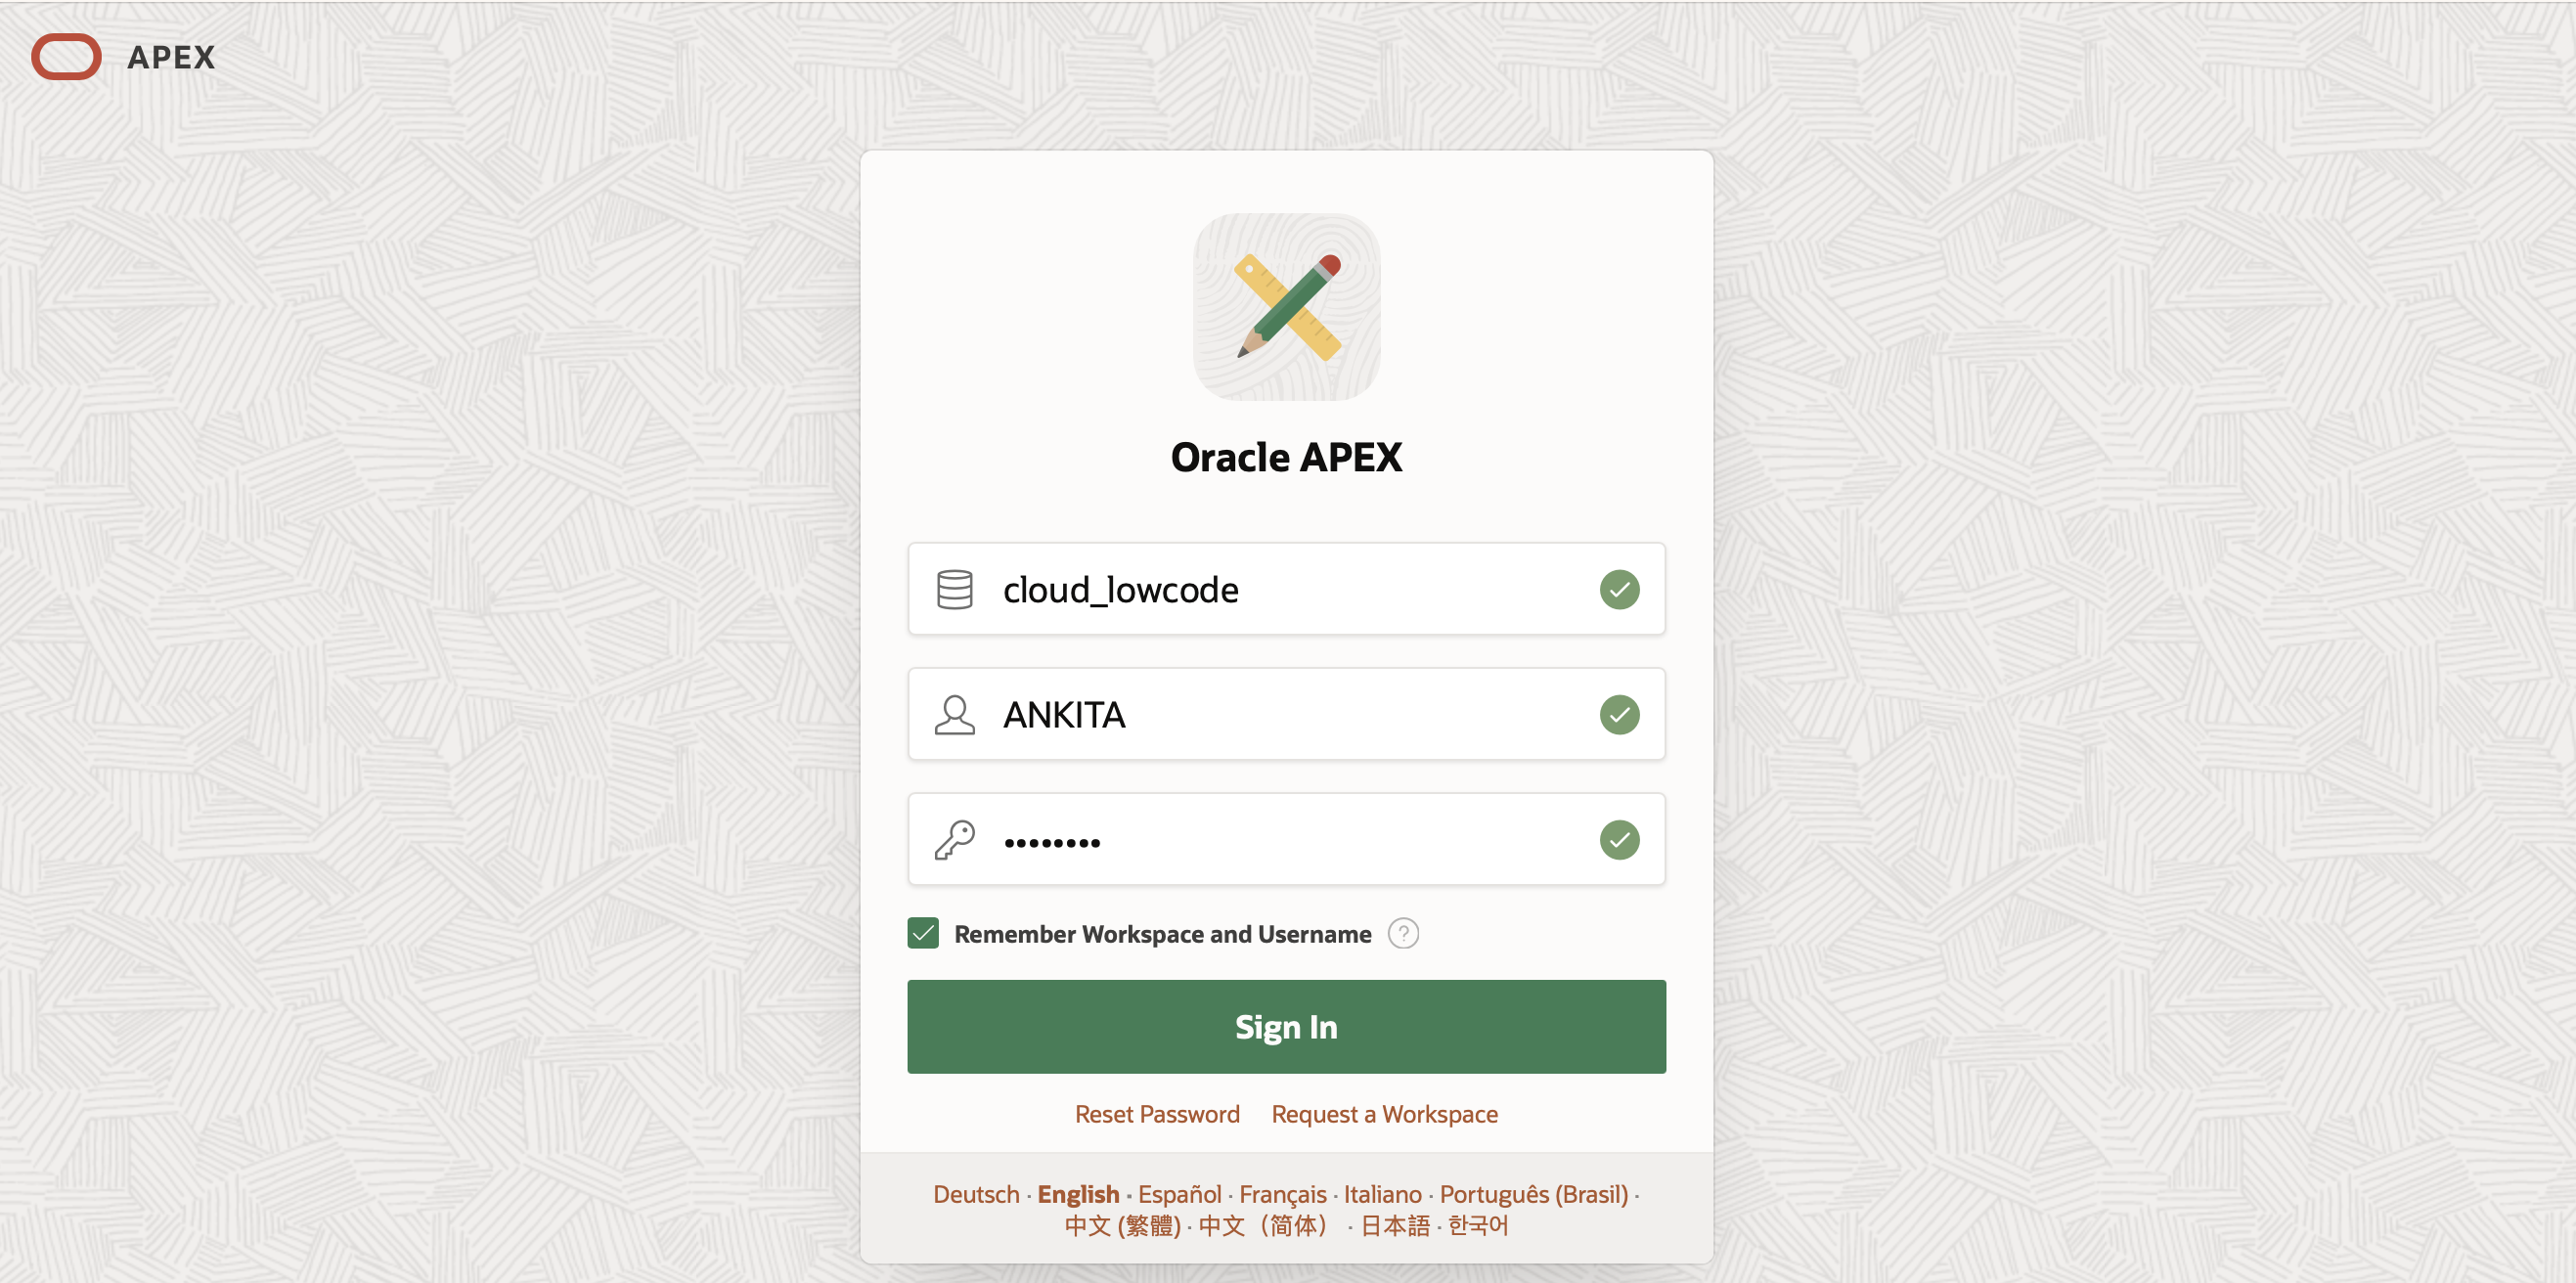 APEX
Oracle APEX
cloud_lowcode
ANKITA
••••••••
Remember Workspace and Username ?
Sign In
Reset Password Request a Workspace
Deutsch · English · Español · Français · Italiano · Português (Brasil) ·
中文 (繁體) · 中文（简体） · 日本語 · 한국어